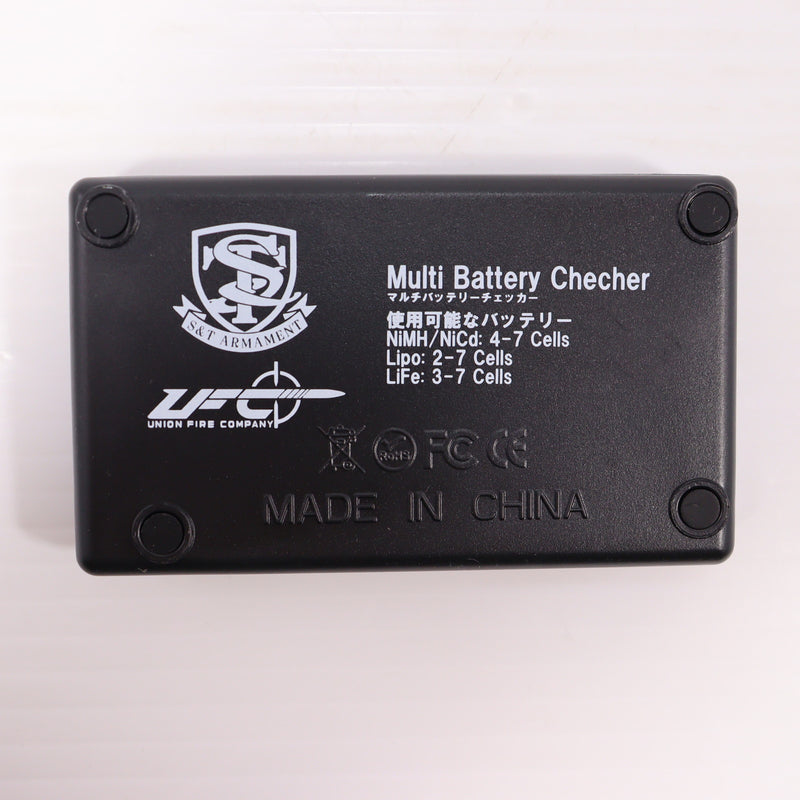 S&T ARMAMENT
UFC
UNION FIRE COMPANY
Multi Battery Checher
マルチバッテリーチェッカー
使用可能なバッテリー
NiMH/NiCd: 4-7 Cells
Lipo: 2-7 Cells
LiFe: 3-7 Cells
RoHS FC CE
MADE IN CHINA